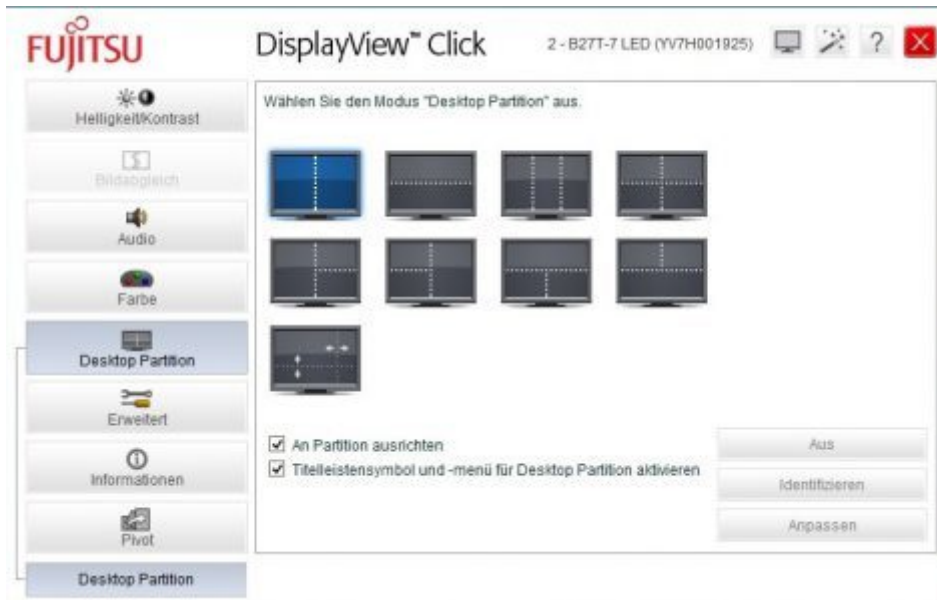 FUJITSU
DisplayView™ Click
2 - B27T-7 LED (YV7H001925)
?
Helligkeit/Kontrast
Bildabgleich
Audio
Farbe
Desktop Partition
Erweitert
Informationen
Pivot
Desktop Partition
Wählen Sie den Modus "Desktop Partition" aus.
An Partition ausrichten
Titelleistensymbol und -menü für Desktop Partition aktivieren
Aus
Identifizieren
Anpassen